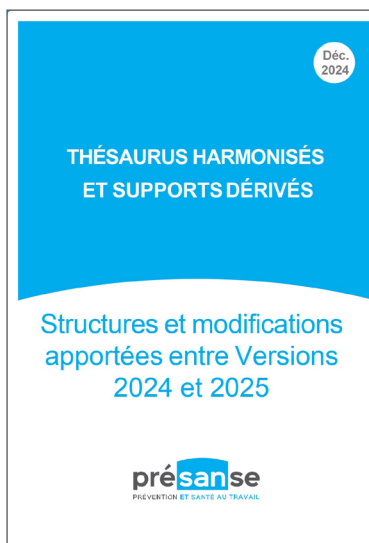 Déc.
2024
THÉSAURUS HARMONISÉS
ET SUPPORTS DÉRIVÉS
Structures et modifications
apportées entre Versions
2024 et 2025
présanse
PRÉVENTION ET SANTÉ AU TRAVAIL